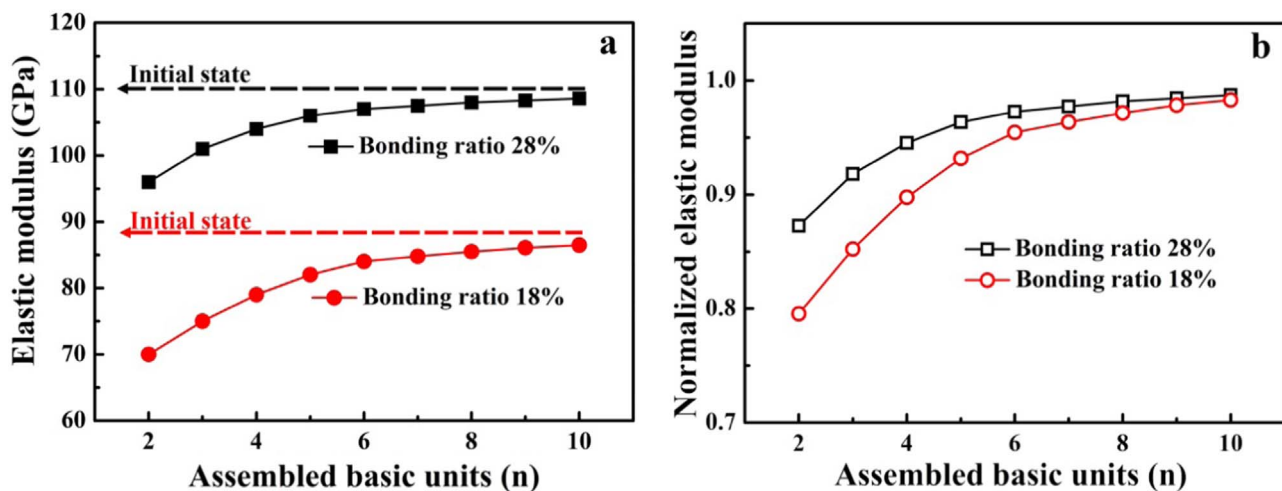 a
Elastic modulus (GPa)
120
110
100
90
80
70
60
Initial state
Bonding ratio 28%
Initial state
Bonding ratio 18%
2 4 6 8 10
Assembled basic units (n)
b
Normalized elastic modulus
1.0
0.9
0.8
0.7
Bonding ratio 28%
Bonding ratio 18%
2 4 6 8 10
Assembled basic units (n)